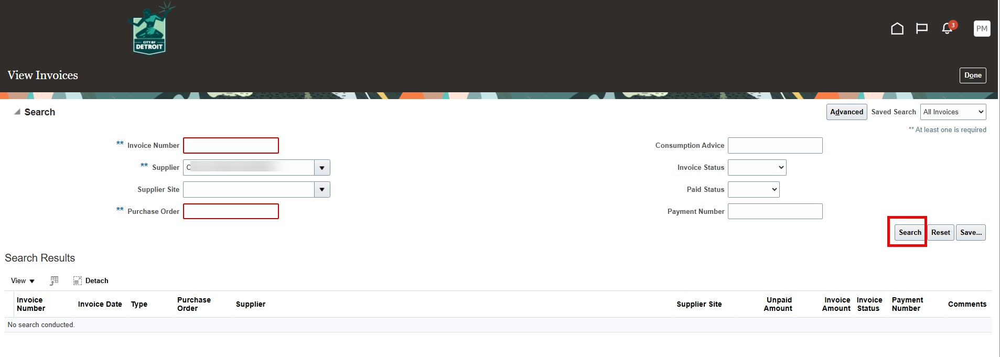 CITY OF
DETROIT
3
PM
View Invoices
Done
Search
Advanced Saved Search All Invoices
** At least one is required
** Invoice Number
Consumption Advice
** Supplier
Invoice Status
Supplier Site
Paid Status
** Purchase Order
Payment Number
Search Reset Save...
Search Results
View Detach
Invoice Number Invoice Date Type Purchase Order Supplier Supplier Site Unpaid Amount Invoice Amount Invoice Status Payment Number Comments
No search conducted.